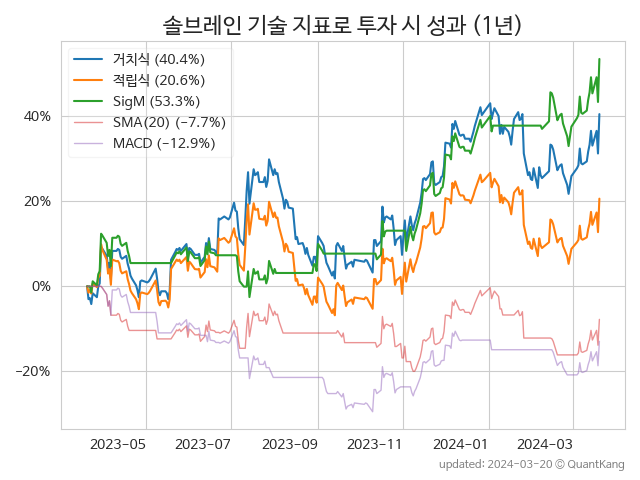 솔브레인 기술 지표로 투자 시 성과 (1년)
거치식 (40.4%)
적립식 (20.6%)
SigM (53.3%)
SMA(20) (−7.7%)
MACD (−12.9%)
40%
20%
0%
−20%
2023-05 2023-07 2023-09 2023-11 2024-01 2024-03
updated: 2024-03-20 © QuantKang